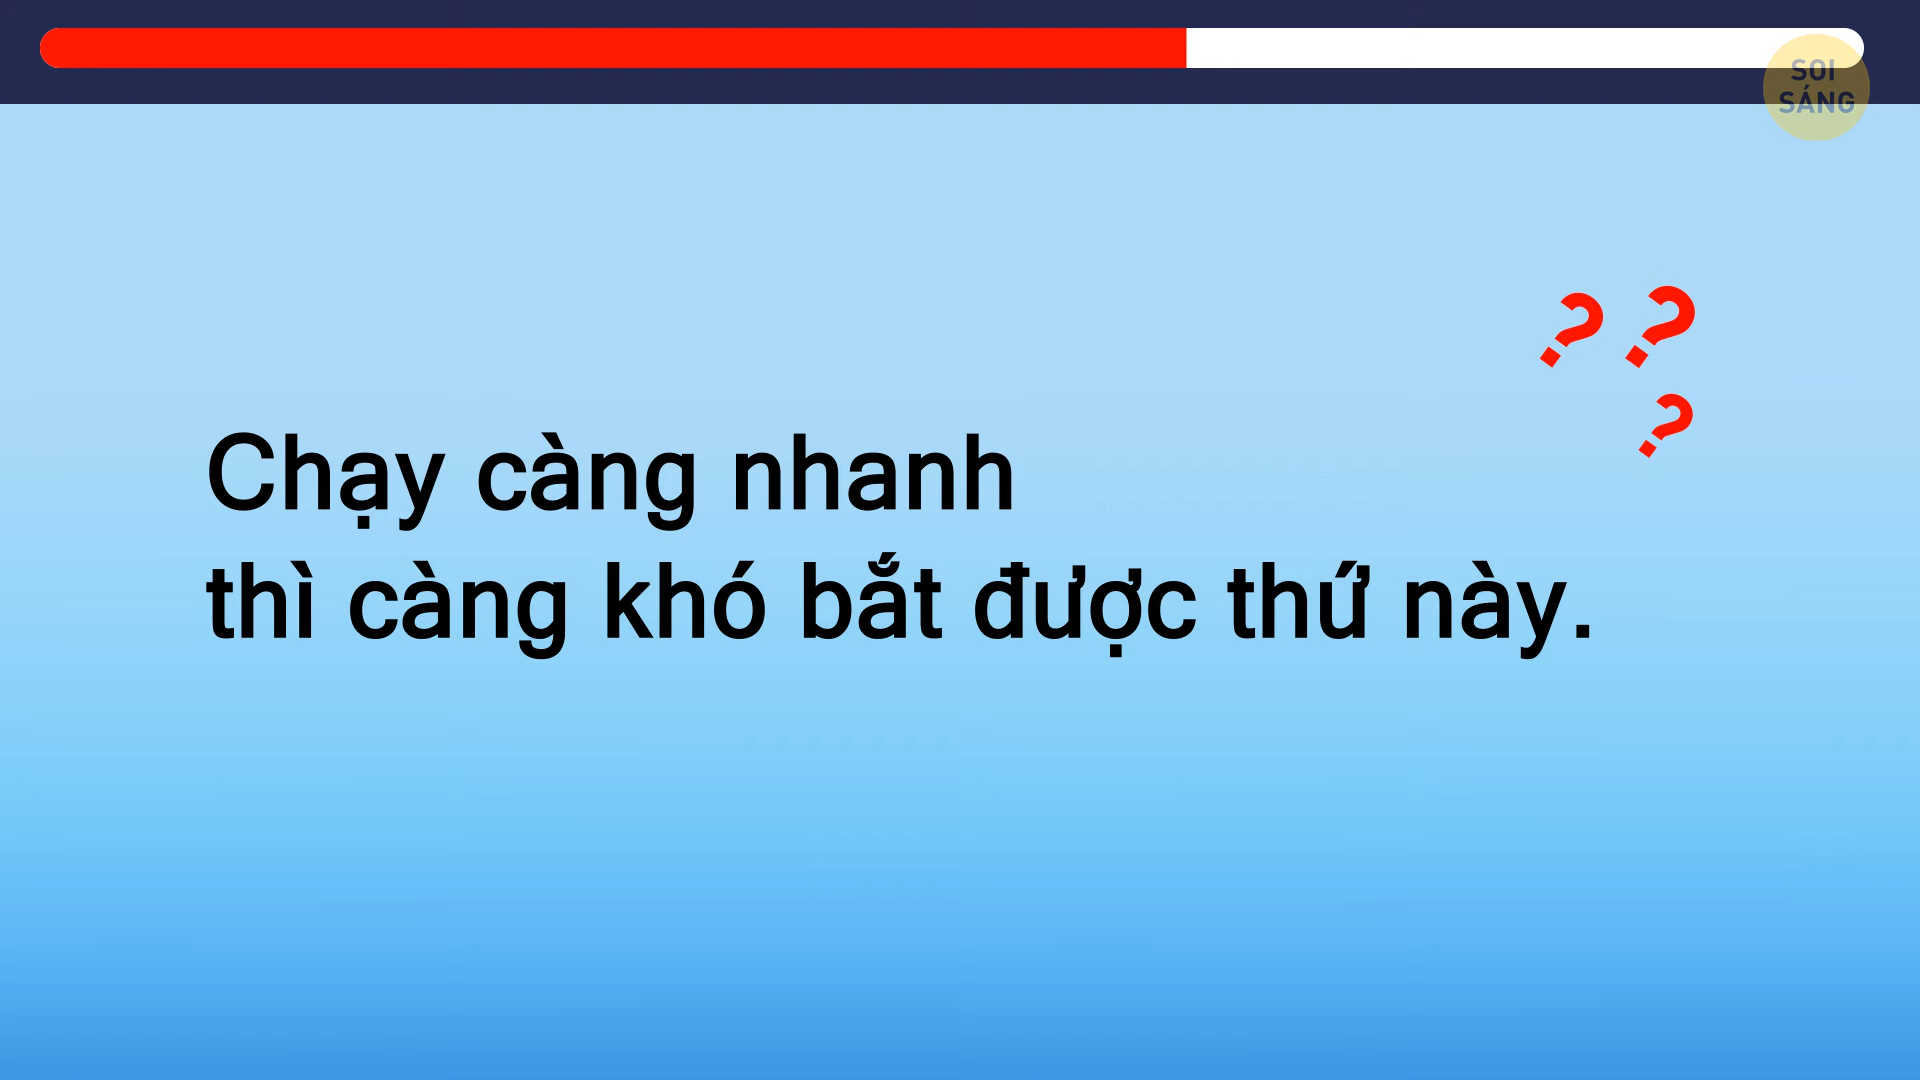 SOI
SÁNG
? ?
?
Chạy càng nhanh
thì càng khó bắt được thứ này.